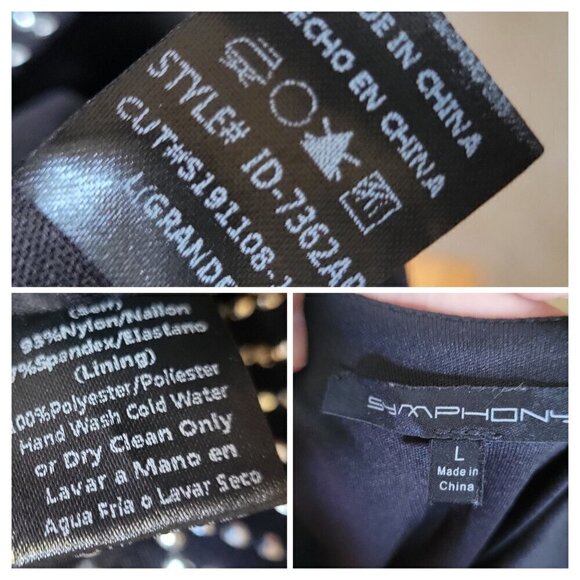 MADE IN CHINA
HECHO EN CHINA
STYLE# ID-7362A
CUT#S191108-
L/GRANDE
(Self)
93%Nylon/Nailon
7%Spandex/Elastano
(Lining)
100%Polyester/Poliester
Hand Wash Cold Water
or Dry Clean Only
Lavar a Mano en
Agua Fria o Lavar Seco
SYMPHONY
L
Made in
China